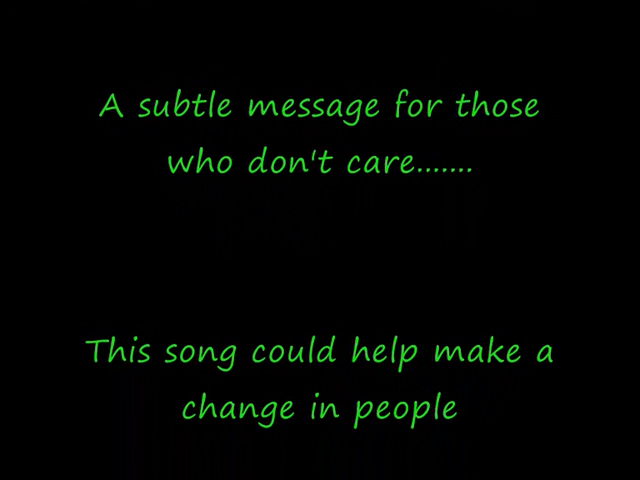 A subtle message for those
who don't care.......
This song could help make a
change in people